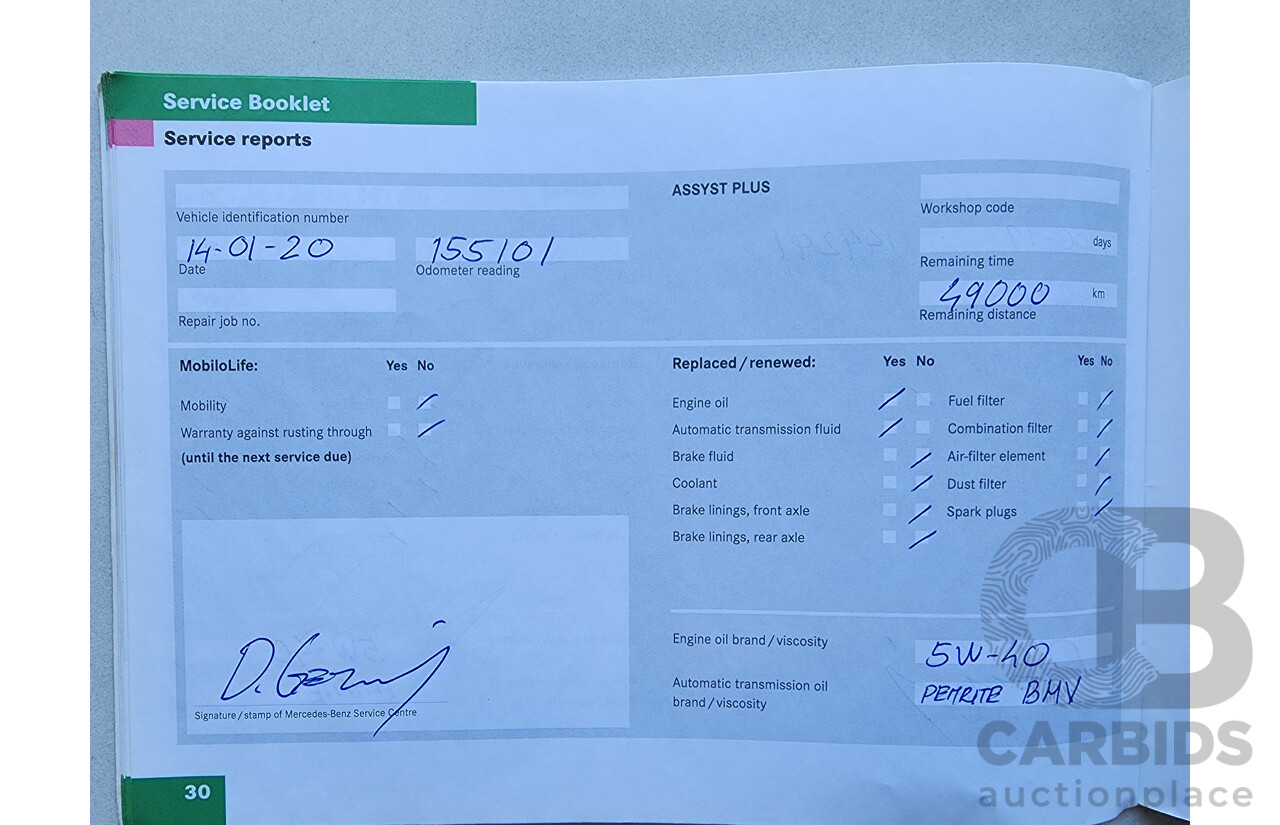 Service Booklet
Service reports
ASSYST PLUS
Vehicle identification number
Workshop code
14-01-20
155101
days
Date
Odometer reading
Remaining time
49000 km
Repair job no.
Remaining distance
MobiloLife: Yes No
Replaced/renewed: Yes No Yes No
Mobility
Engine oil
Fuel filter
Warranty against rusting through
Automatic transmission fluid
Combination filter
(until the next service due)
Brake fluid
Air-filter element
Coolant
Dust filter
Brake linings, front axle
Spark plugs
Brake linings, rear axle
Engine oil brand/viscosity
5W-40
Automatic transmission oil
brand/viscosity
PENRITE BMV
Signature/stamp of Mercedes-Benz Service Centre
30
CB
CARBIDS
auctionplace